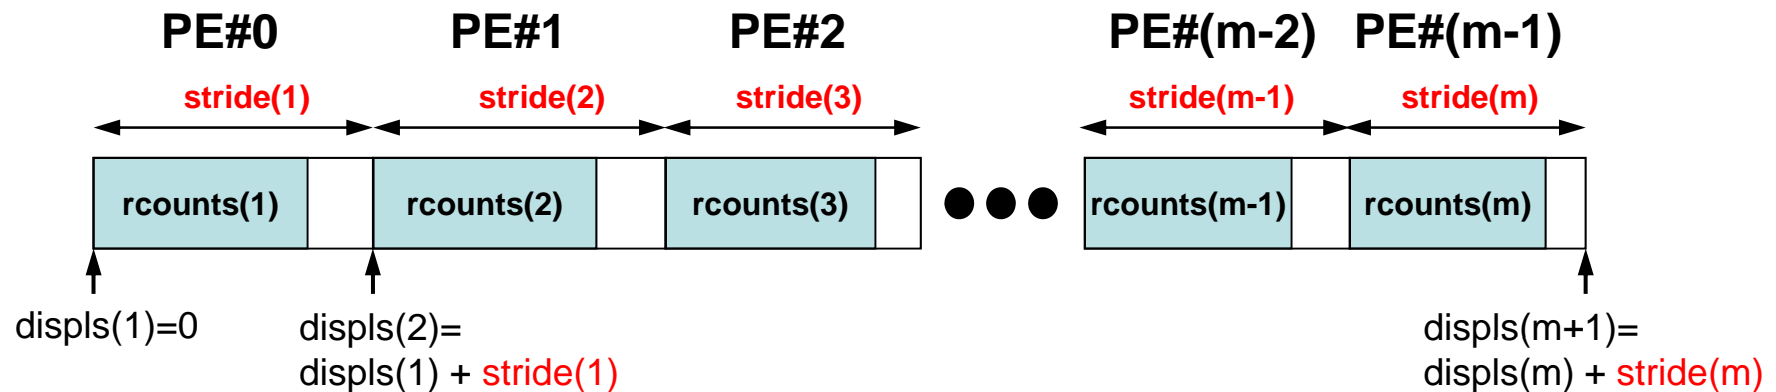 PE#0 PE#1 PE#2 PE#(m-2) PE#(m-1)
stride(1) stride(2) stride(3) stride(m-1) stride(m)
rcounts(1) rcounts(2) rcounts(3) rcounts(m-1) rcounts(m)
displs(1)=0 displs(2)= displs(m+1)=
displs(1) + stride(1) displs(m) + stride(m)